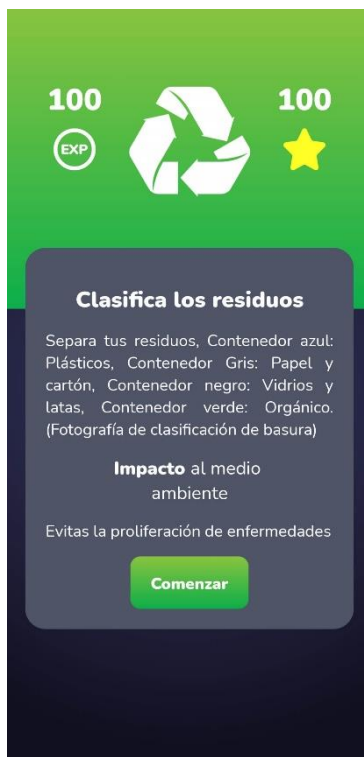 100
100
EXP
Clasifica los residuos
Separa tus residuos, Contenedor azul:
Plásticos, Contenedor Gris: Papel y
cartón, Contenedor negro: Vidrios y
latas, Contenedor verde: Orgánico.
(Fotografía de clasificación de basura)
Impacto al medio
ambiente
Evitas la proliferación de enfermedades
Comenzar